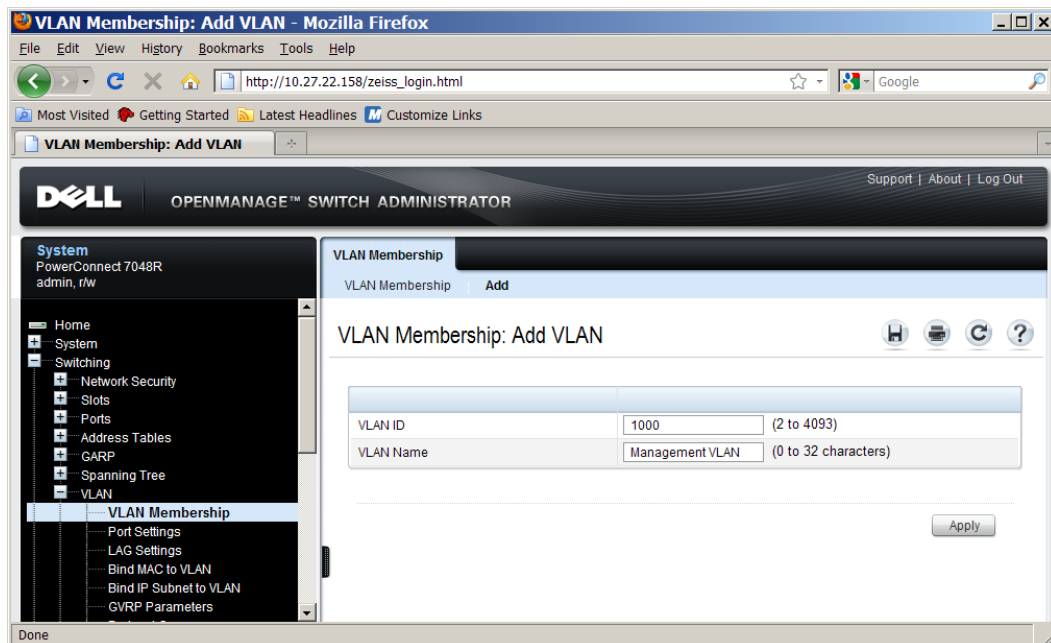 VLAN Membership: Add VLAN - Mozilla Firefox
File Edit View History Bookmarks Tools Help
http://10.27.22.158/zeiss_login.html
Google
Most Visited Getting Started Latest Headlines Customize Links
VLAN Membership: Add VLAN
Support | About | Log Out
DELL OPENMANAGE™ SWITCH ADMINISTRATOR
System
PowerConnect 7048R
admin, r/w
Home
System
Switching
Network Security
Slots
Ports
Address Tables
GARP
Spanning Tree
VLAN
VLAN Membership
Port Settings
LAG Settings
Bind MAC to VLAN
Bind IP Subnet to VLAN
GVRP Parameters
VLAN Membership
VLAN Membership Add
VLAN Membership: Add VLAN
VLAN ID 1000 (2 to 4093)
VLAN Name Management VLAN (0 to 32 characters)
Apply
Done